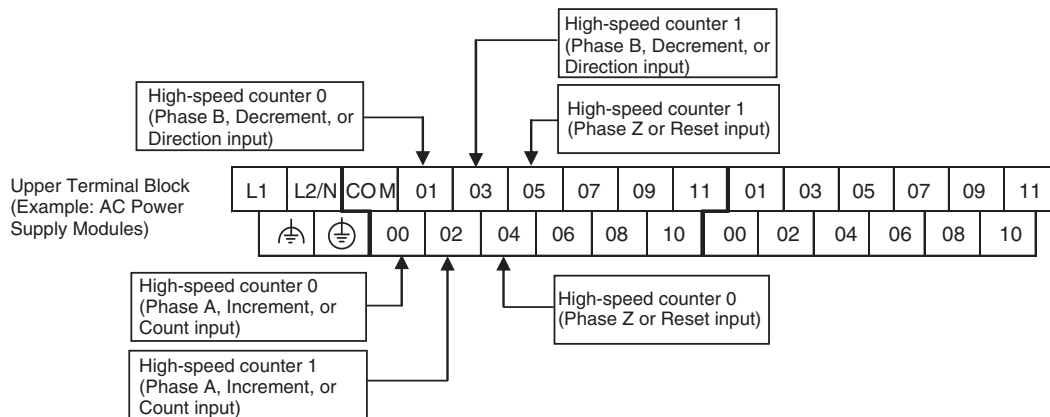 High-speed counter 1
(Phase B, Decrement, or
Direction input)
High-speed counter 0
(Phase B, Decrement, or
Direction input)
High-speed counter 1
(Phase Z or Reset input)
Upper Terminal Block
(Example: AC Power
Supply Modules)
L1 L2/N COM 01 03 05 07 09 11 01 03 05 07 09 11
00 02 04 06 08 10 00 02 04 06 08 10
High-speed counter 0
(Phase A, Increment, or
Count input)
High-speed counter 0
(Phase Z or Reset input)
High-speed counter 1
(Phase A, Increment, or
Count input)